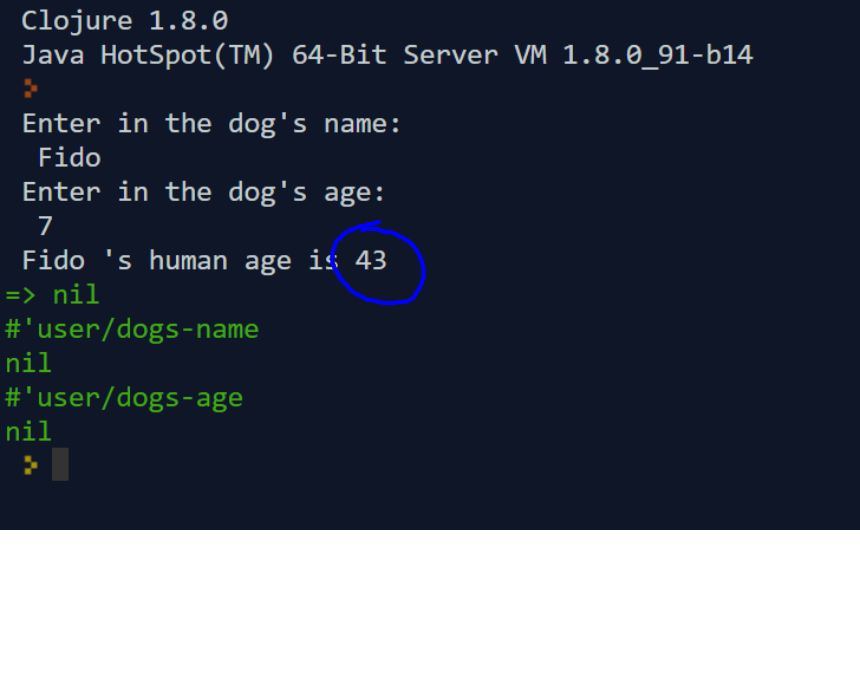 Clojure 1.8.0
Java HotSpot(TM) 64-Bit Server VM 1.8.0_91-b14
Enter in the dog's name:
Fido
Enter in the dog's age:
7
Fido 's human age is 43
=> nil
#'user/dogs-name
nil
#'user/dogs-age
nil